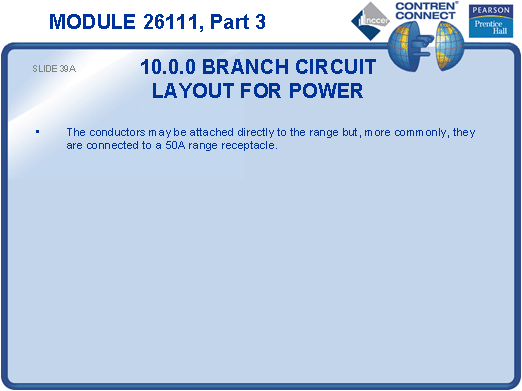 MODULE 26111, Part 3
nccer
CONTREN
CONNECT
PEARSON
Prentice
Hall
SLIDE 39A
10.0.0 BRANCH CIRCUIT
LAYOUT FOR POWER
• The conductors may be attached directly to the range but, more commonly, they
are connected to a 50A range receptacle.